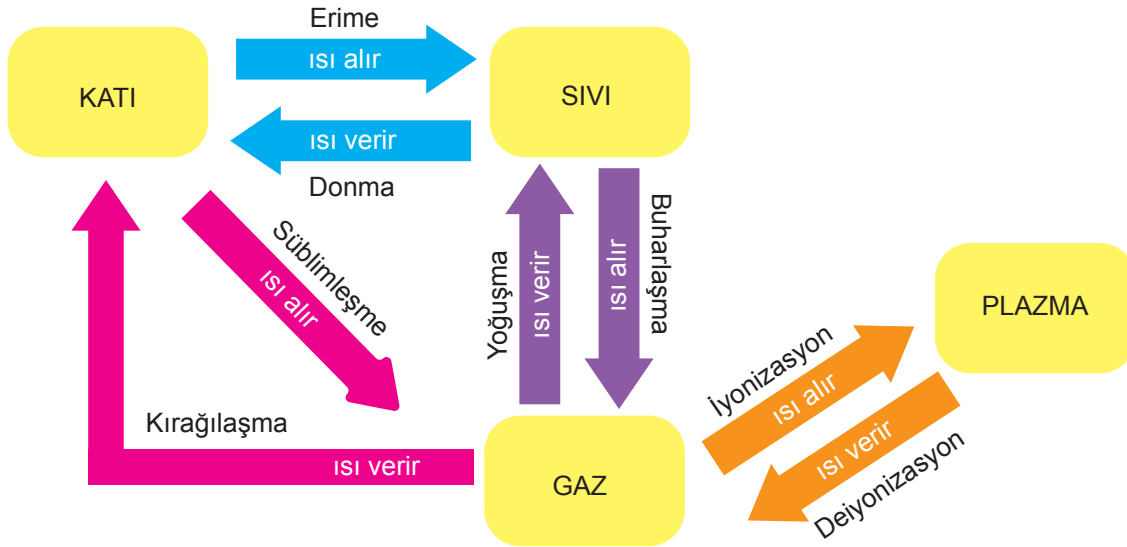 Erime
ısı alır
KATI
SIVI
ısı verir
Donma
Süblimleşme
ısı alır
Yoğuşma
ısı verir
ısı alır
Buharlaşma
PLAZMA
İyonizasyon
ısı alır
ısı verir
Deiyonizasyon
Kırağılaşma
ısı verir
GAZ